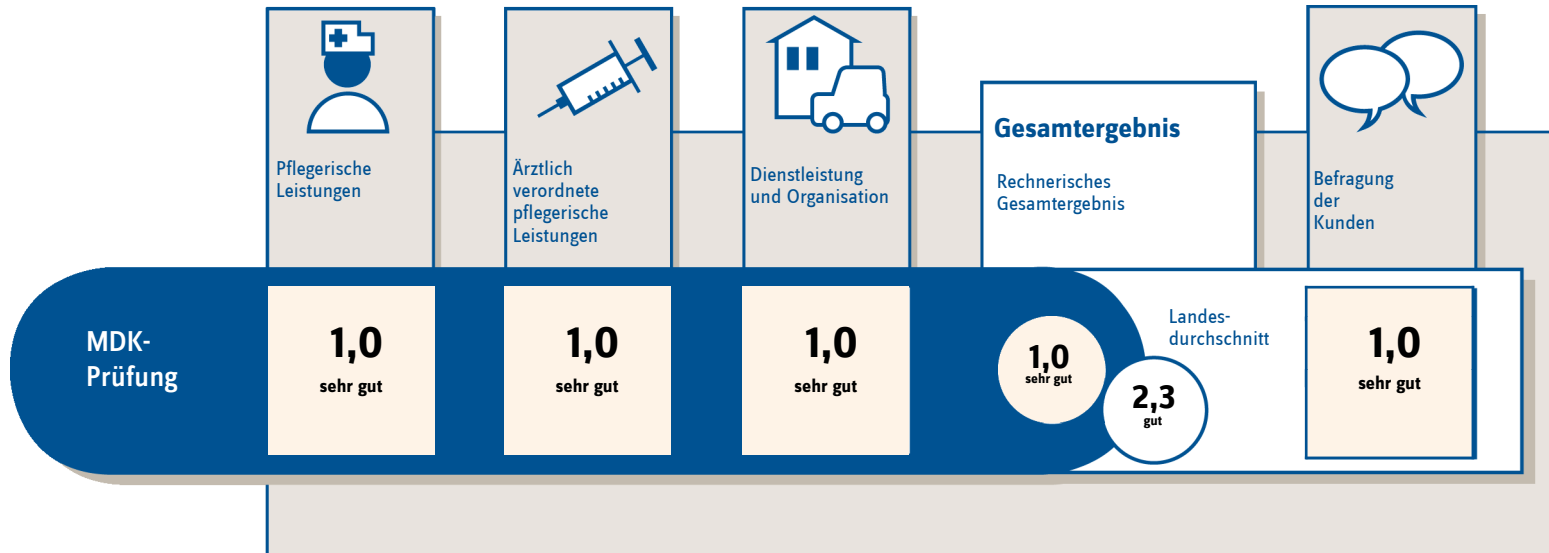 Pflegerische
Leistungen
Ärztlich
verordnete
pflegerische
Leistungen
Dienstleistung
und Organisation
Gesamtergebnis
Rechnerisches
Gesamtergebnis
Befragung
der
Kunden
MDK-
Prüfung
1,0
sehr gut
1,0
sehr gut
1,0
sehr gut
1,0
sehr gut
Landes-
durchschnitt
2,3
gut
1,0
sehr gut